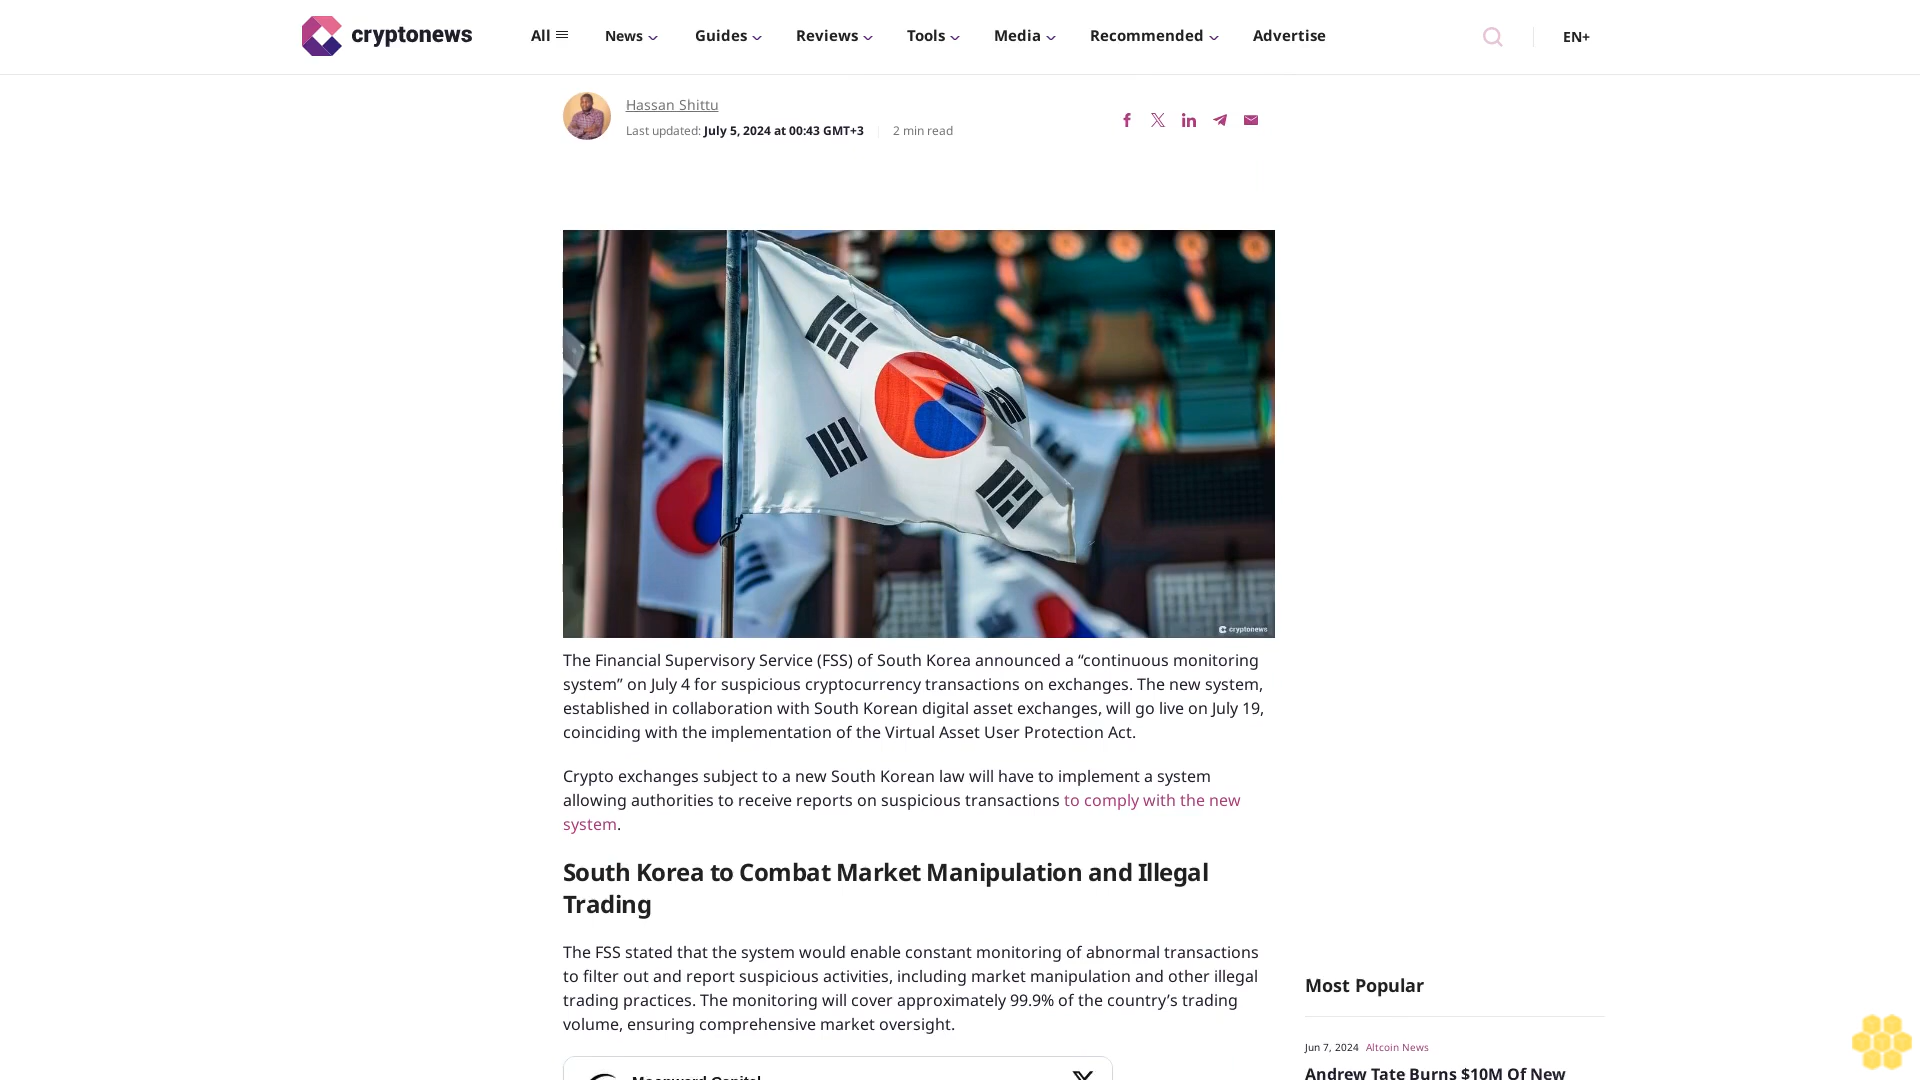 cryptonews
All
News
Guides
Reviews
Tools
Media
Recommended
Advertise
EN+
Hassan Shittu
Last updated: July 5, 2024 at 00:43 GMT+3
2 min read
cryptonews
The Financial Supervisory Service (FSS) of South Korea announced a “continuous monitoring
system” on July 4 for suspicious cryptocurrency transactions on exchanges. The new system,
established in collaboration with South Korean digital asset exchanges, will go live on July 19,
coinciding with the implementation of the Virtual Asset User Protection Act.
Crypto exchanges subject to a new South Korean law will have to implement a system
allowing authorities to receive reports on suspicious transactions to comply with the new
system.
South Korea to Combat Market Manipulation and Illegal
Trading
The FSS stated that the system would enable constant monitoring of abnormal transactions
to filter out and report suspicious activities, including market manipulation and other illegal
trading practices. The monitoring will cover approximately 99.9% of the country’s trading
volume, ensuring comprehensive market oversight.
Moonward Capital
Most Popular
Jun 7, 2024 Altcoin News
Andrew Tate Burns $10M Of New